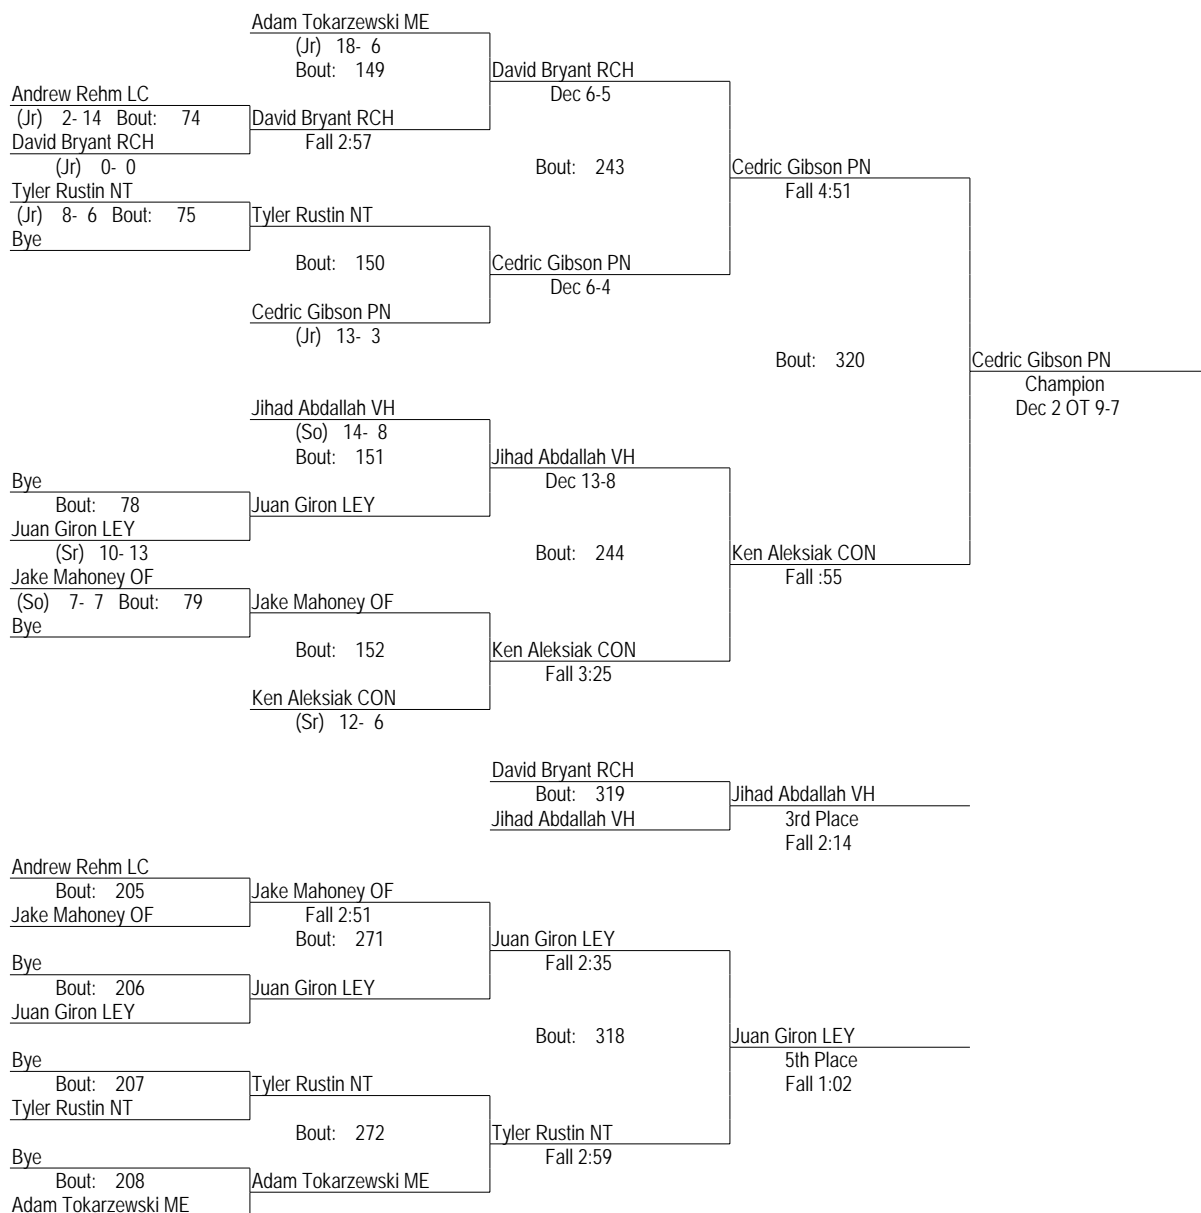 Adam Tokarzewski ME
(Jr) 18- 6
Bout: 149 David Bryant RCH
Andrew Rehm LC Dec 6-5
(Jr) 2- 14 Bout: 74 David Bryant RCH
David Bryant RCH Fall 2:57
(Jr) 0- 0 Bout: 243 Cedric Gibson PN
Tyler Rustin NT Fall 4:51
(Jr) 8- 6 Bout: 75 Tyler Rustin NT
Bye
Bout: 150 Cedric Gibson PN
Dec 6-4
Cedric Gibson PN
(Jr) 13- 3
Bout: 320 Cedric Gibson PN
Champion
Jihad Abdallah VH Dec 2 OT 9-7
(So) 14- 8
Bout: 151 Jihad Abdallah VH
Bye Dec 13-8
Bout: 78 Juan Giron LEY
Juan Giron LEY
(Sr) 10- 13 Bout: 244 Ken Aleksiak CON
Jake Mahoney OF Fall :55
(So) 7- 7 Bout: 79 Jake Mahoney OF
Bye
Bout: 152 Ken Aleksiak CON
Fall 3:25
Ken Aleksiak CON
(Sr) 12- 6
David Bryant RCH
Bout: 319 Jihad Abdallah VH
Jihad Abdallah VH 3rd Place
Fall 2:14
Andrew Rehm LC
Bout: 205 Jake Mahoney OF
Jake Mahoney OF Fall 2:51
Bout: 271 Juan Giron LEY
Bye Fall 2:35
Bout: 206 Juan Giron LEY
Juan Giron LEY
Bout: 318 Juan Giron LEY
Bye 5th Place
Bout: 207 Tyler Rustin NT Fall 1:02
Tyler Rustin NT
Bout: 272 Tyler Rustin NT
Bye Fall 2:59
Bout: 208 Adam Tokarzewski ME
Adam Tokarzewski ME